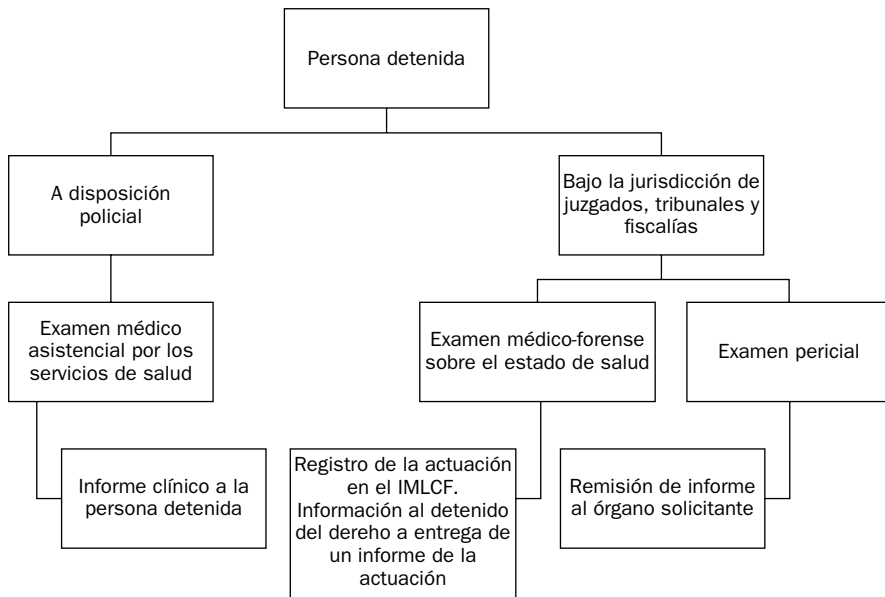 Persona detenida
A disposición
policial
Bajo la jurisdicción de
juzgados, tribunales y
fiscalías
Examen médico
asistencial por los
servicios de salud
Examen médico-forense
sobre el estado de salud
Examen pericial
Informe clínico a la
persona detenida
Registro de la actuación
en el IMLCF.
Información al detenido
del dereho a entrega de
un informe de la
actuación
Remisión de informe
al órgano solicitante